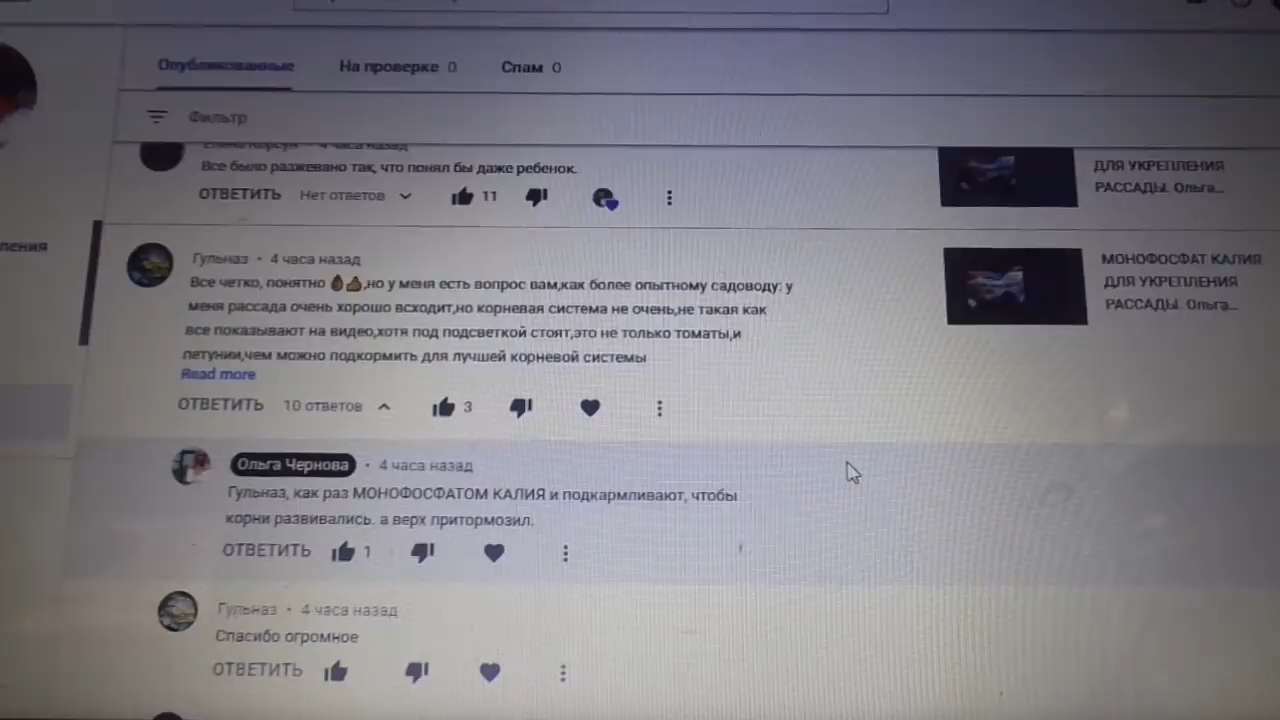 Опубликованные На проверке 0 Спам 0
Фильтр
4 часа назад
Все было разжевано так, что понял бы даже ребенок.
ОТВЕТИТЬ Нет ответов 11
ДЛЯ УКРЕПЛЕНИЯ
РАССАДЫ. Ольга...
ления
Гульназ • 4 часа назад
Все четко, понятно ,но у меня есть вопрос вам,как более опытному садоводу: у
меня рассада очень хорошо всходит,но корневая система не очень,не такая как
все показывают на видео,хотя под подсветкой стоят,это не только томаты,и
петунии,чем можно подкормить для лучшей корневой системы
Read more
ОТВЕТИТЬ 10 ответов 3
МОНОФОСФАТ КАЛИЯ
ДЛЯ УКРЕПЛЕНИЯ
РАССАДЫ. Ольга...
Ольга Чернова • 4 часа назад
Гульназ, как раз МОНОФОСФАТОМ КАЛИЯ и подкармливают, чтобы
корни развивались. а верх притормозил.
ОТВЕТИТЬ 1
Гульназ • 4 часа назад
Спасибо огромное
ОТВЕТИТЬ